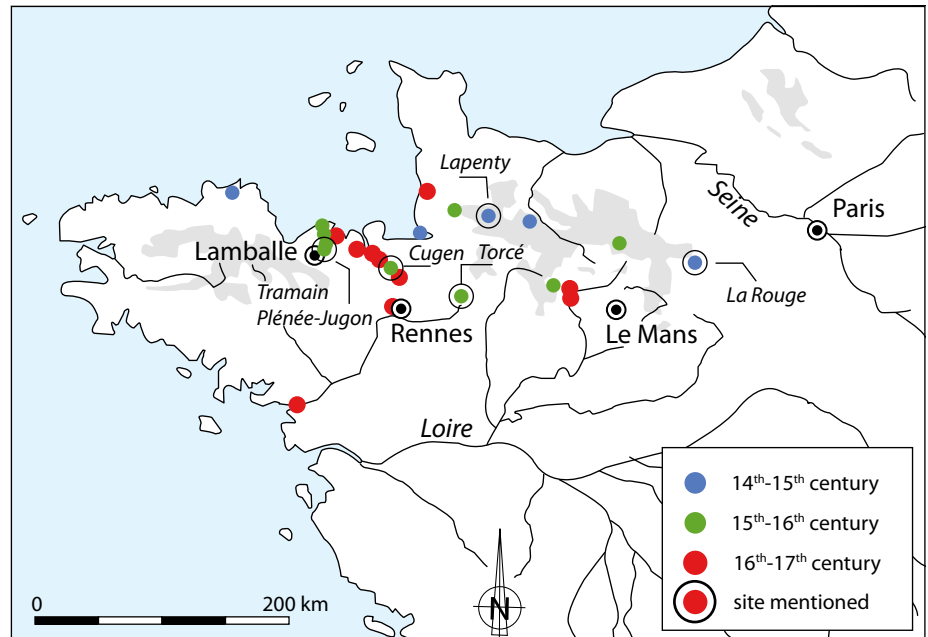 Lapenty
Seine
Paris
Lamballe
Cugen
Torcé
Tramain
Plénée-Jugon
La Rouge
Rennes
Le Mans
Loire
14th-15th century
15th-16th century
16th-17th century
site mentioned
0 200 km
N